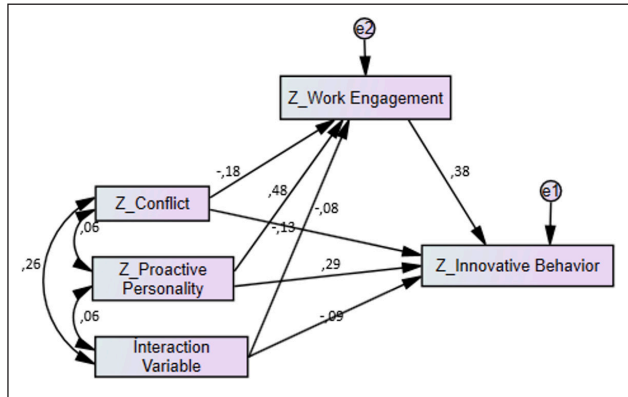 e2
Z_Work Engagement
-,18
,38
,48
-,08
e1
Z_Conflict
,06
-,13
,26
Z_Proactive
Personality
,29
Z_Innovative Behavior
,06
-,09
Interaction
Variable